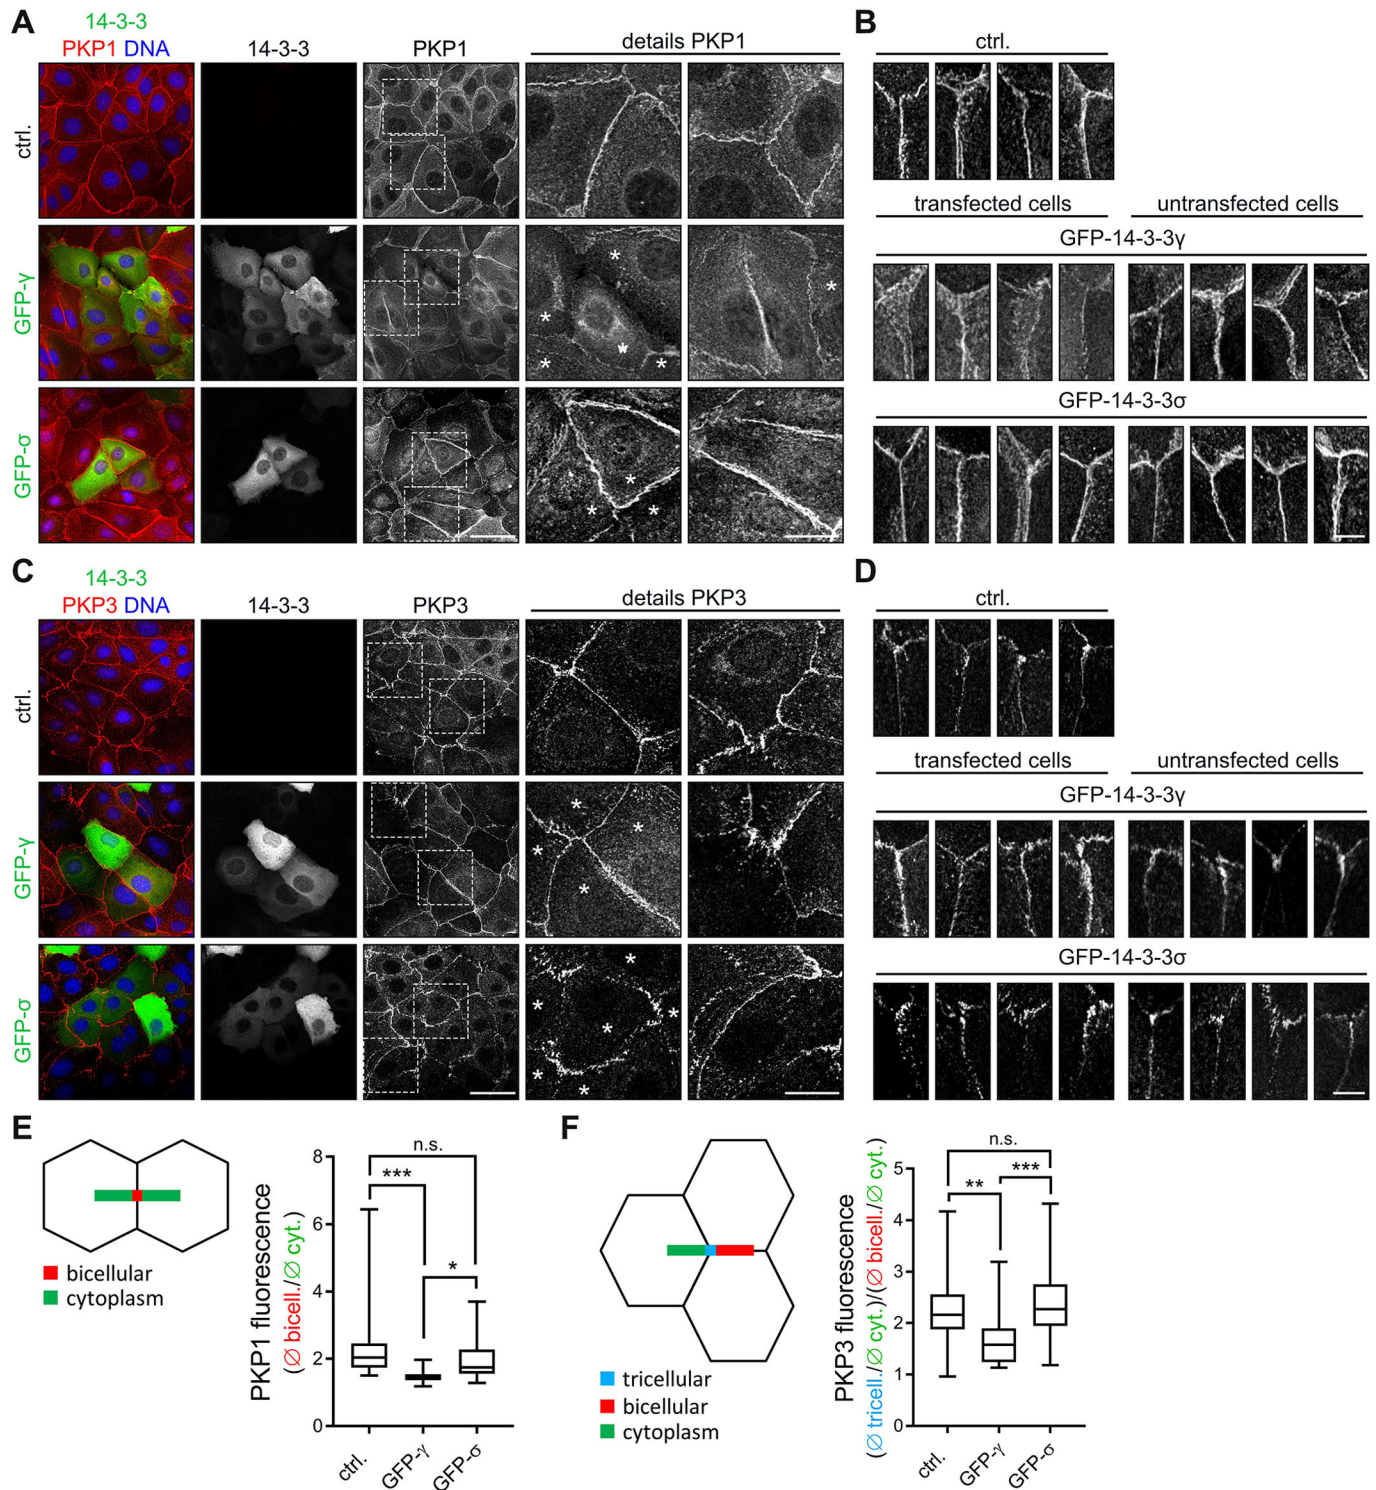 A
14-3-3
PKP1 DNA
14-3-3
PKP1
details PKP1
ctrl.
GFP-γ
GFP-σ
B
ctrl.
transfected cells
untransfected cells
GFP-14-3-3γ
GFP-14-3-3σ
C
14-3-3
PKP3 DNA
14-3-3
PKP3
details PKP3
ctrl.
GFP-γ
GFP-σ
D
ctrl.
transfected cells
untransfected cells
GFP-14-3-3γ
GFP-14-3-3σ
E
bicellular
cytoplasm
PKP1 fluorescence
(∅ bicell./∅ cyt.)
8
6
4
2
0
n.s.
***
*
ctrl.
GFP-γ
GFP-σ
F
tricellular
bicellular
cytoplasm
PKP3 fluorescence
(∅ tricell./∅ cyt.)/(∅ bicell./∅ cyt.)
5
4
3
2
1
0
n.s.
**
***
ctrl.
GFP-γ
GFP-σ